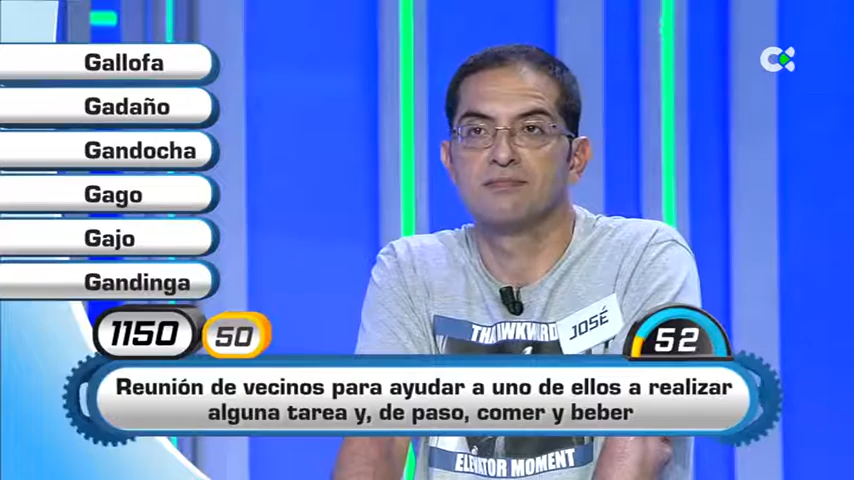 Gallofa
Gadaño
Gandocha
Gago
Gajo
Gandinga
1150
50
JOSÉ
52
THAWKWARD
Reunión de vecinos para ayudar a uno de ellos a realizar
alguna tarea y, de paso, comer y beber
ELEVATOR MOMENT